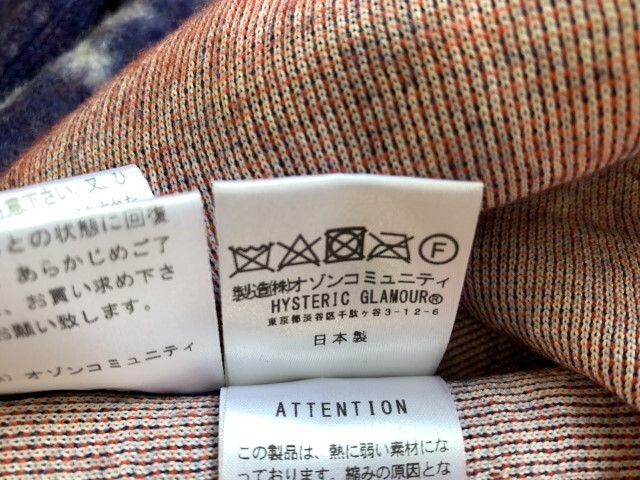 意下さい。又、ひ
との状態に回復
、あらかじめご了
、お買い求め下さ
お願い致します。
オゾンコミュニティ
F
製造(株)オゾンコミュニティ
HYSTERIC GLAMOUR®
東京都渋谷区千駄ヶ谷3-12-6
日本製
ATTENTION
この製品は、熱に弱い素材にな
っております。縮みの原因とな